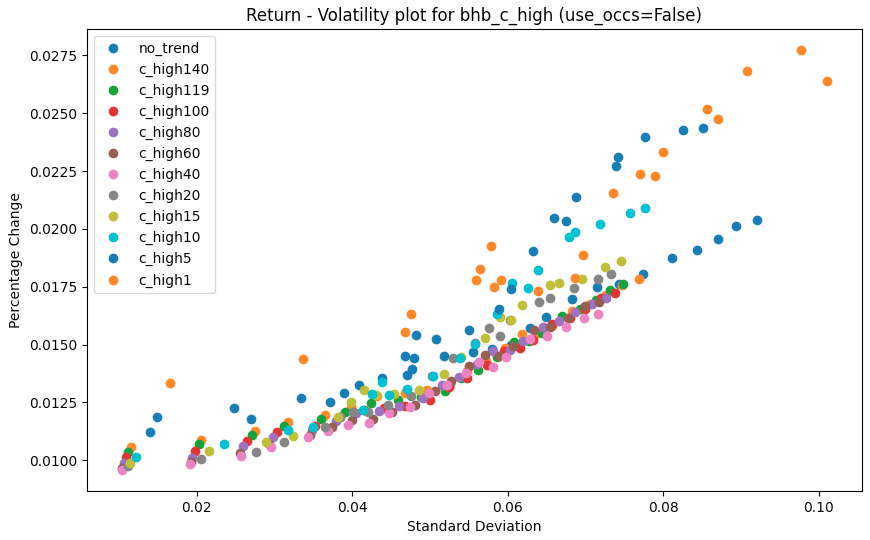 Return - Volatility plot for bhb_c_high (use_occs=False)
no_trend
c_high140
c_high119
c_high100
c_high80
c_high60
c_high40
c_high20
c_high15
c_high10
c_high5
c_high1
Percentage Change
0.0275
0.0250
0.0225
0.0200
0.0175
0.0150
0.0125
0.0100
0.02
0.04
0.06
0.08
0.10
Standard Deviation